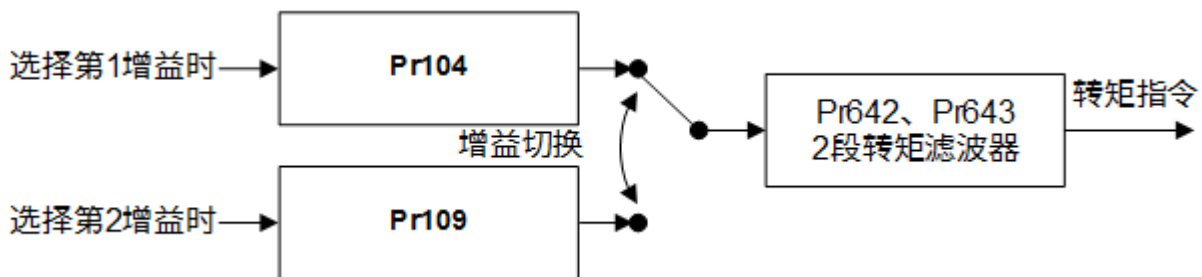 选择第1增益时
Pr104
增益切换
Pr642、Pr643
2段转矩滤波器
转矩指令
选择第2增益时
Pr109